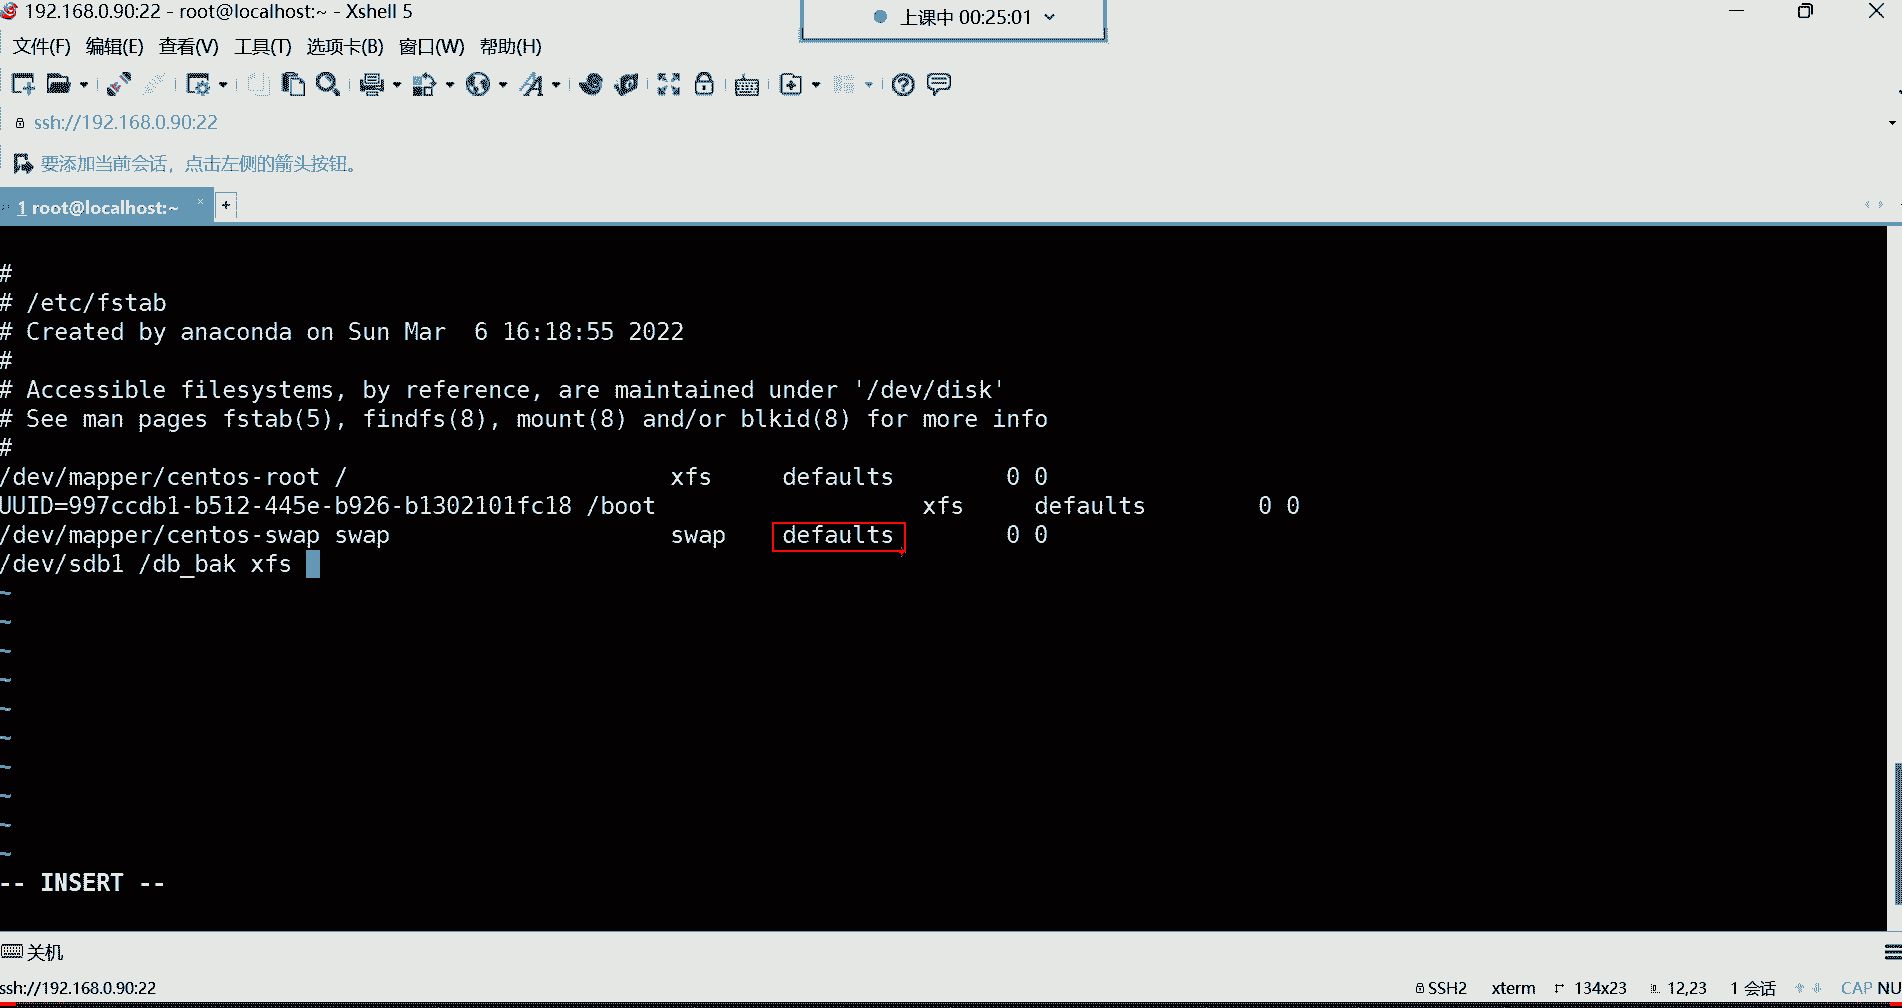 192.168.0.90:22 - root@localhost:~ - Xshell 5
上课中 00:25:01
文件(F) 编辑(E) 查看(V) 工具(T) 选项卡(B) 窗口(W) 帮助(H)
ssh://192.168.0.90:22
要添加当前会话，点击左侧的箭头按钮。
1 root@localhost:~ × +
#
# /etc/fstab
# Created by anaconda on Sun Mar  6 16:18:55 2022
#
# Accessible filesystems, by reference, are maintained under '/dev/disk'
# See man pages fstab(5), findfs(8), mount(8) and/or blkid(8) for more info
#
/dev/mapper/centos-root /                       xfs     defaults        0 0
UUID=997ccdb1-b512-445e-b926-b1302101fc18 /boot                   xfs     defaults        0 0
/dev/mapper/centos-swap swap                    swap    defaults        0 0
/dev/sdb1 /db_bak xfs
~
~
~
~
~
~
~
~
~
~
-- INSERT --
关机
ssh://192.168.0.90:22 SSH2 xterm 134x23 12,23 1 会话 CAP NU